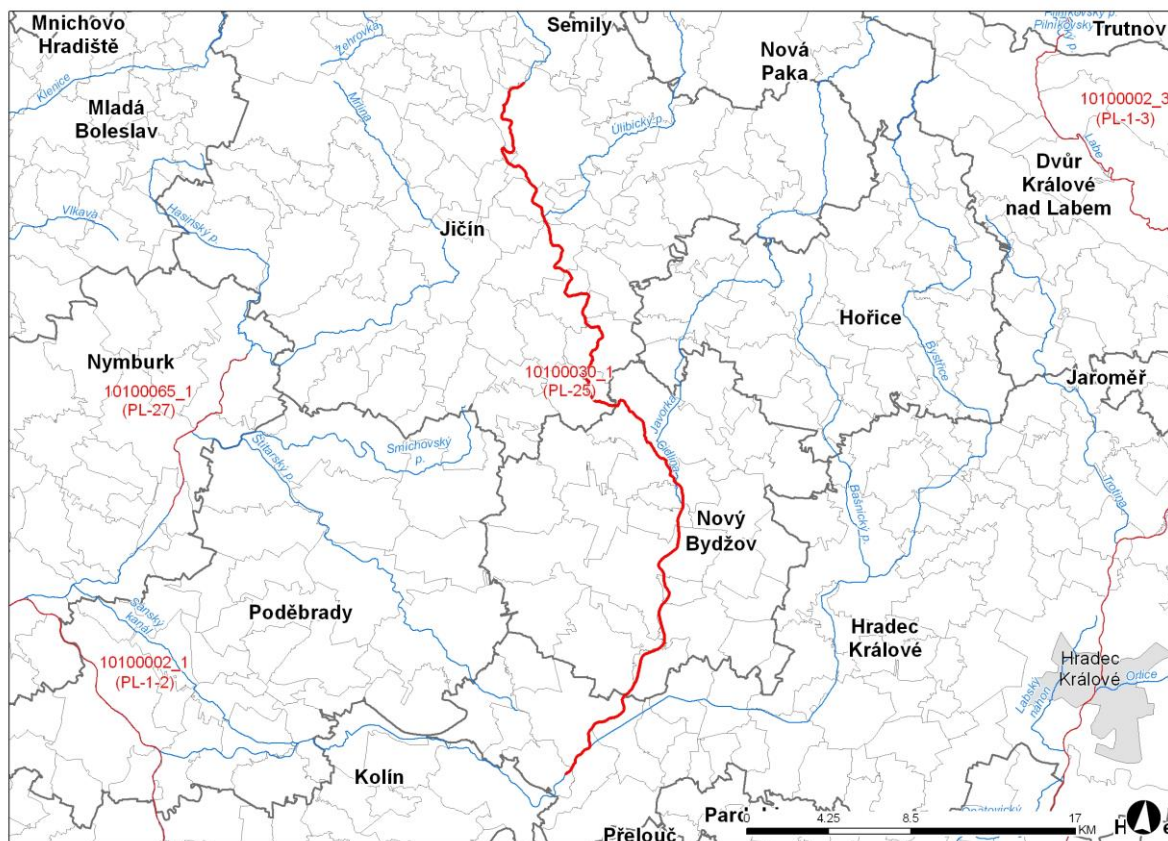 Mnichovo
Hradiště
Žehrovka
Semily
Nová
Paka
Pilníkovský p.
Trutnov
Klenice
Mladá
Boleslav
Mrlina
Úlibický p.
10100002_3
(PL-1-3)
Labe
Dvůr
Králové
nad Labem
Vlkava
Hasinský p.
Jičín
Hořice
Bystřice
Nymburk
10100065_1
(PL-27)
10100030_1
(PL-25)
Jaroměř
Javorka
Cidlina
Smíchovský
p.
Štítarský p.
Bašnický p.
Trotina
Nový
Bydžov
Poděbrady
Sánský
kanál
Hradec
Králové
10100002_1
(PL-1-2)
Hradec
Králové
Labský
náhon
Orlice
Kolín
Přelouč
0 4.25 8.5 17
KM